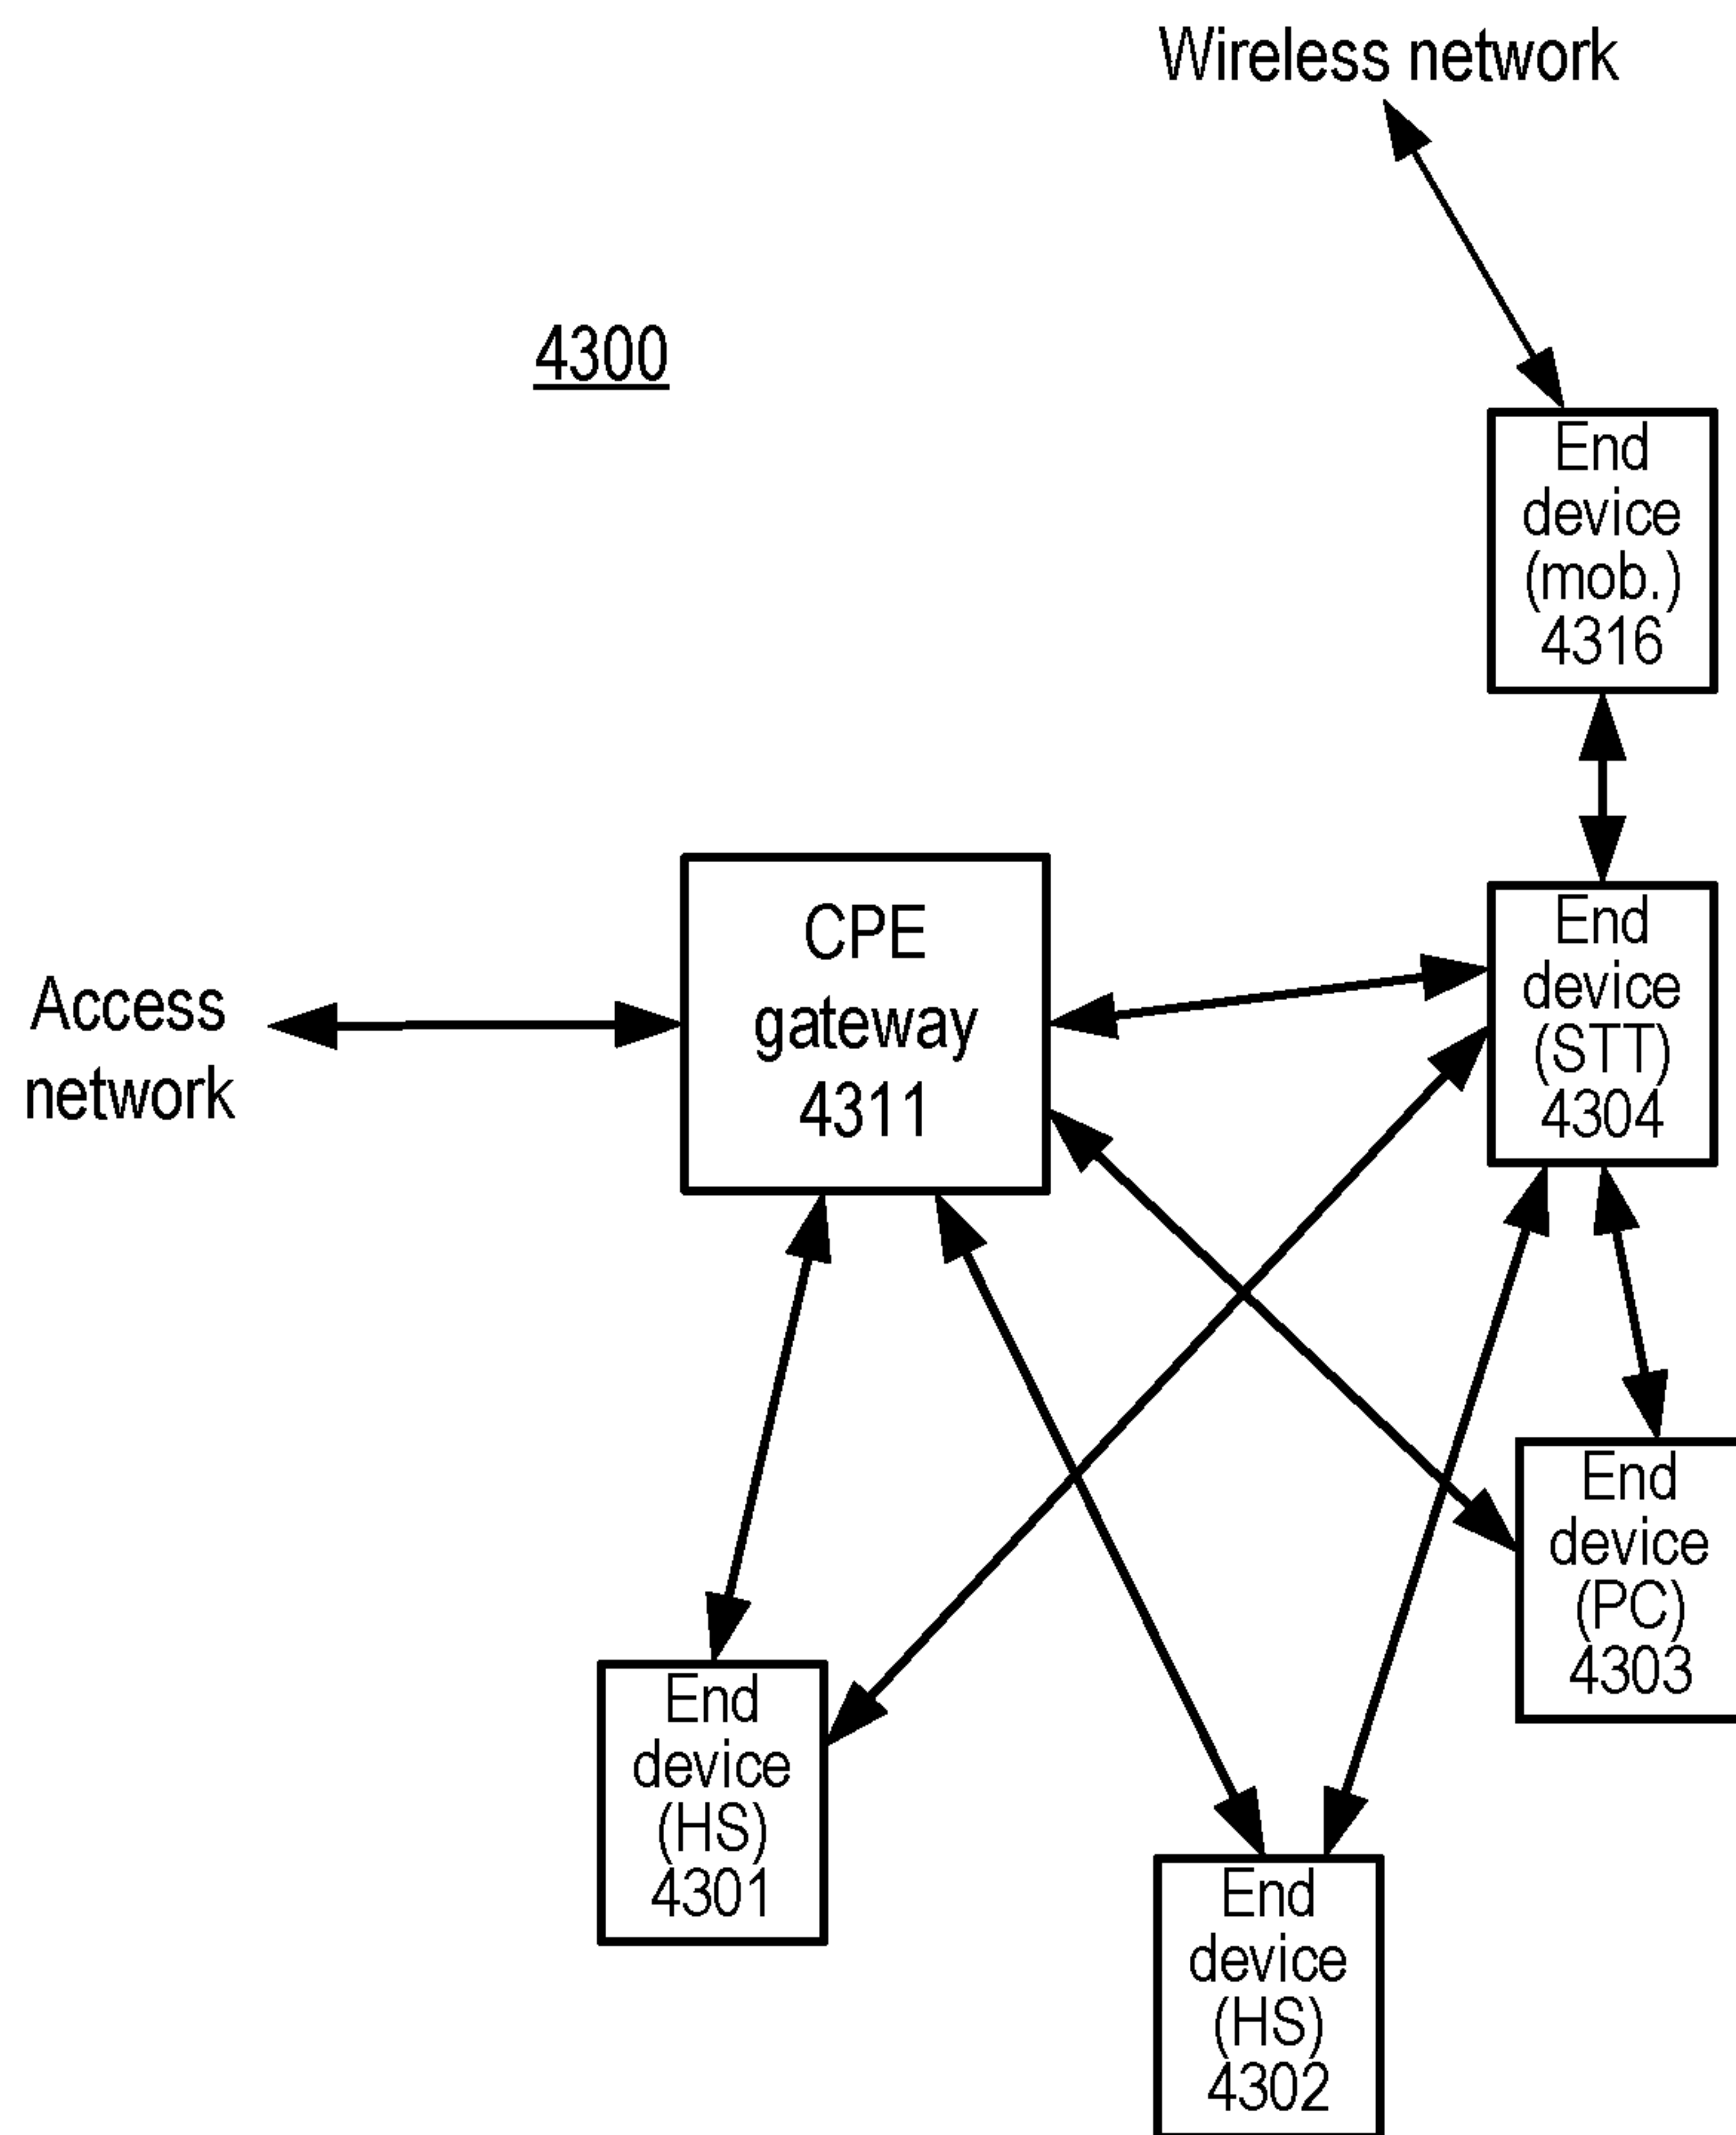 Wireless network
4300
End
device
(mob.)
4316
CPE
gateway
4311
Access
network
End
device
(STT)
4304
End
device
(PC)
4303
End
device
(HS)
4301
End
device
(HS)
4302